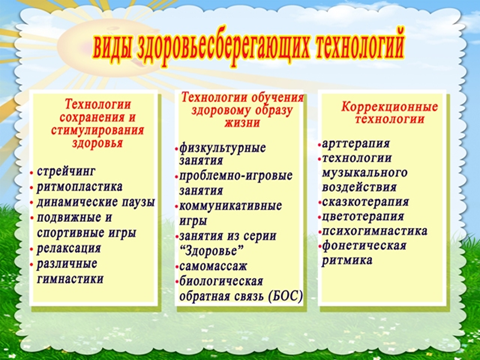 виды здоровьесберегающих технологий
Технологии
сохранения и
стимулирования
здоровья
• стрейчинг
• ритмопластика
• динамические паузы
• подвижные и
спортивные игры
• релаксация
• различные
гимнастики
Технологии обучения
здоровому образу
жизни
•физкультурные
занятия
•проблемно-игровые
занятия
•коммуникативные
игры
•занятия из серии
“Здоровье”
•самомассаж
•биологическая
обратная связь (БОС)
Коррекционные
технологии
•арттерапия
•технологии
музыкального
воздействия
•сказкотерапия
•цветотерапия
•психогимнастика
•фонетическая
ритмика